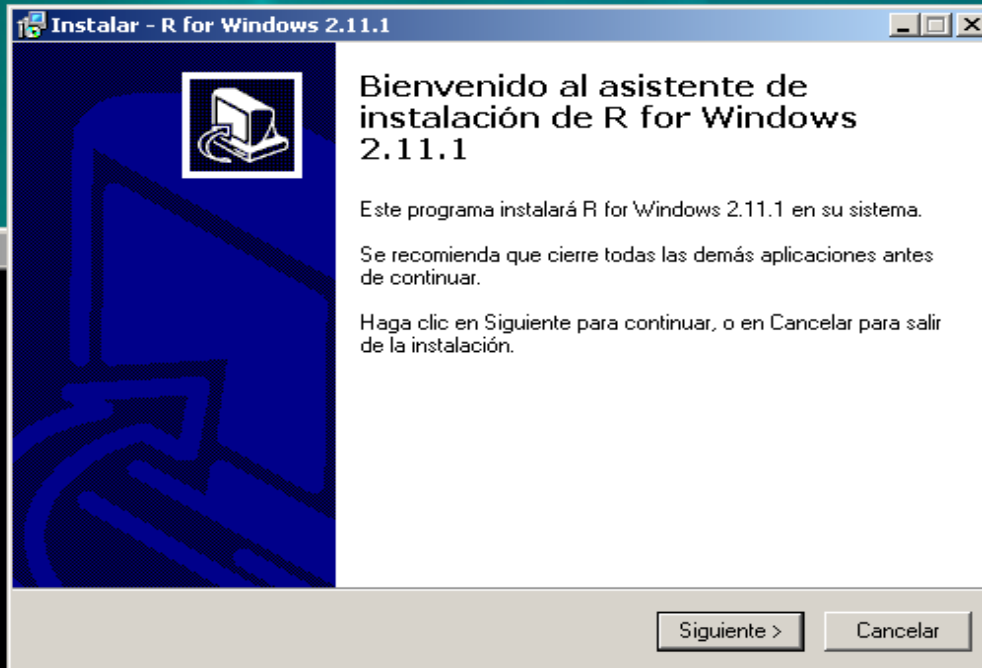 Instalar - R for Windows 2.11.1
Bienvenido al asistente de
instalación de R for Windows
2.11.1
Este programa instalará R for Windows 2.11.1 en su sistema.
Se recomienda que cierre todas las demás aplicaciones antes
de continuar.
Haga clic en Siguiente para continuar, o en Cancelar para salir
de la instalación.
Siguiente >
Cancelar